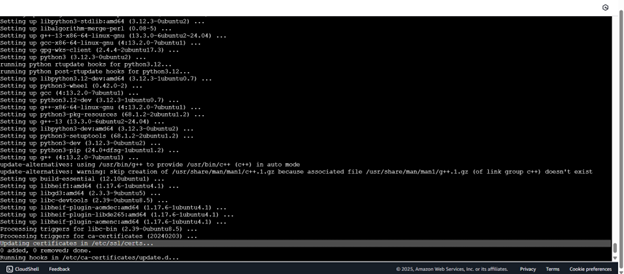 Setting up libpython3-stdlib:amd64 (3.12.3-0ubuntu2) ...
Setting up libalgorithm-merge-perl (0.08-5) ...
Setting up g++-13-x86-64-linux-gnu (13.3.0-6ubuntu2~24.04) ...
Setting up gcc-x86-64-linux-gnu (4:13.2.0-7ubuntu1) ...
Setting up gpg-wks-client (2.4.4-2ubuntu17.3) ...
Setting up python3 (3.12.3-0ubuntu2) ...
running python rtupdate hooks for python3.12...
running python post-rtupdate hooks for python3.12...
Setting up libpython3.12-dev:amd64 (3.12.3-1ubuntu0.7) ...
Setting up python3-wheel (0.42.0-2) ...
Setting up gcc (4:13.2.0-7ubuntu1) ...
Setting up python3.12-dev (3.12.3-1ubuntu0.7) ...
Setting up g++-x86-64-linux-gnu (4:13.2.0-7ubuntu1) ...
Setting up python3-pkg-resources (68.1.2-2ubuntu1.2) ...
Setting up g++-13 (13.3.0-6ubuntu2~24.04) ...
Setting up libpython3-dev:amd64 (3.12.3-0ubuntu2) ...
Setting up python3-setuptools (68.1.2-2ubuntu1.2) ...
Setting up python3-dev (3.12.3-0ubuntu2) ...
Setting up python3-pip (24.0+dfsg-1ubuntu1.2) ...
Setting up g++ (4:13.2.0-7ubuntu1) ...
update-alternatives: using /usr/bin/g++ to provide /usr/bin/c++ (c++) in auto mode
update-alternatives: warning: skip creation of /usr/share/man/man1/c++.1.gz because associated file /usr/share/man/man1/g++.1.gz (of link group c++) doesn't exist
Setting up build-essential (12.10ubuntu1) ...
Setting up libheif1:amd64 (1.17.6-1ubuntu4.1) ...
Setting up libgd3:amd64 (2.3.3-9ubuntu5) ...
Setting up libc-devtools (2.39-0ubuntu8.5) ...
Setting up libheif-plugin-aomdec:amd64 (1.17.6-1ubuntu4.1) ...
Setting up libheif-plugin-libde265:amd64 (1.17.6-1ubuntu4.1) ...
Setting up libheif-plugin-aomenc:amd64 (1.17.6-1ubuntu4.1) ...
Processing triggers for libc-bin (2.39-0ubuntu8.5) ...
Processing triggers for ca-certificates (20240203) ...
Updating certificates in /etc/ssl/certs...
0 added, 0 removed; done.
Running hooks in /etc/ca-certificates/update.d...
CloudShell Feedback © 2025, Amazon Web Services, Inc. or its affiliates. Privacy Terms Cookie preferences